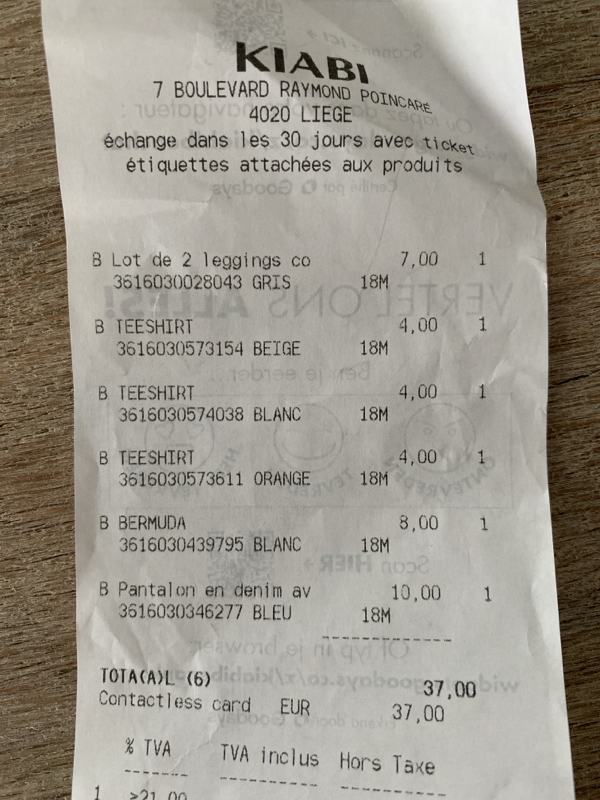 KIABI
7 BOULEVARD RAYMOND POINCARÉ
4020 LIEGE
échange dans les 30 jours avec ticket
étiquettes attachées aux produits
B Lot de 2 leggings co 7,00 1
3616030028043 GRIS 18M
B TEESHIRT 4,00 1
3616030573154 BEIGE 18M
B TEESHIRT 4,00 1
3616030574038 BLANC 18M
B TEESHIRT 4,00 1
3616030573611 ORANGE 18M
B BERMUDA 8,00 1
3616030439795 BLANC 18M
B Pantalon en denim av 10,00 1
3616030346277 BLEU 18M
TOTA(A)L (6) 37,00
Contactless card EUR 37,00
% TVA TVA inclus Hors Taxe
1 >21,00